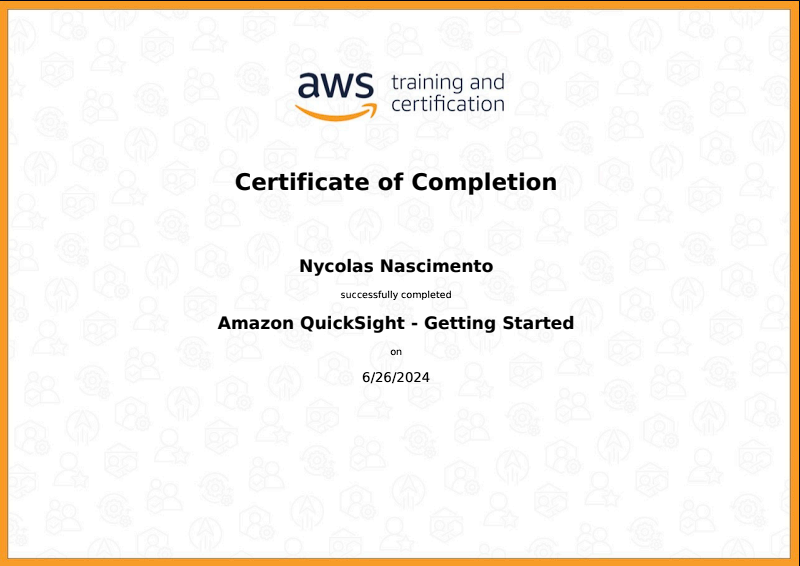 aws training and
certification
Certificate of Completion
Nycolas Nascimento
successfully completed
Amazon QuickSight - Getting Started
on
6/26/2024